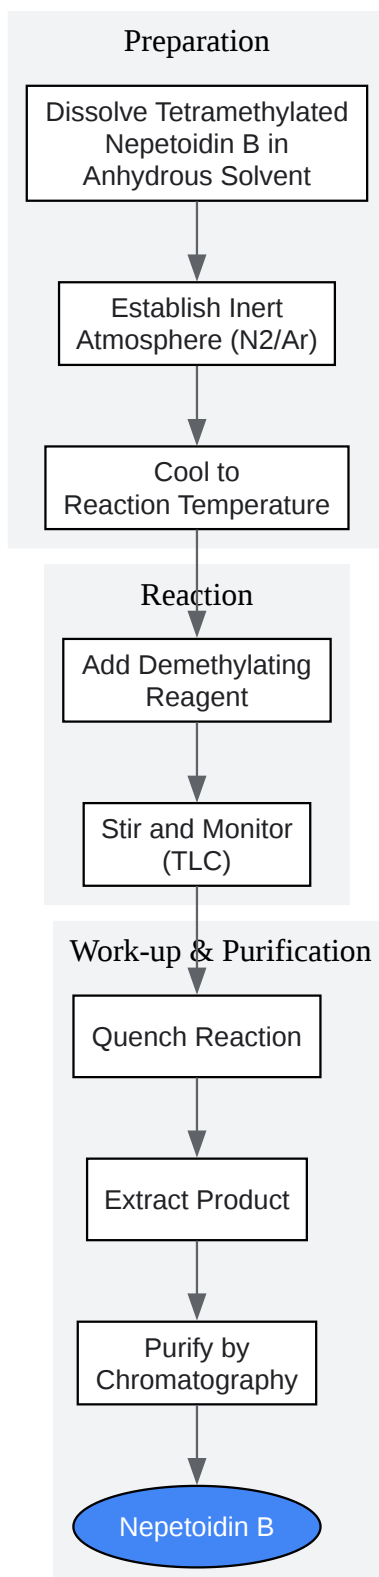 Preparation
Dissolve Tetramethylated
Nepetoidin B in
Anhydrous Solvent
Establish Inert
Atmosphere (N2/Ar)
Cool to
Reaction Temperature
Reaction
Add Demethylating
Reagent
Stir and Monitor
(TLC)
Work-up & Purification
Quench Reaction
Extract Product
Purify by
Chromatography
Nepetoidin B